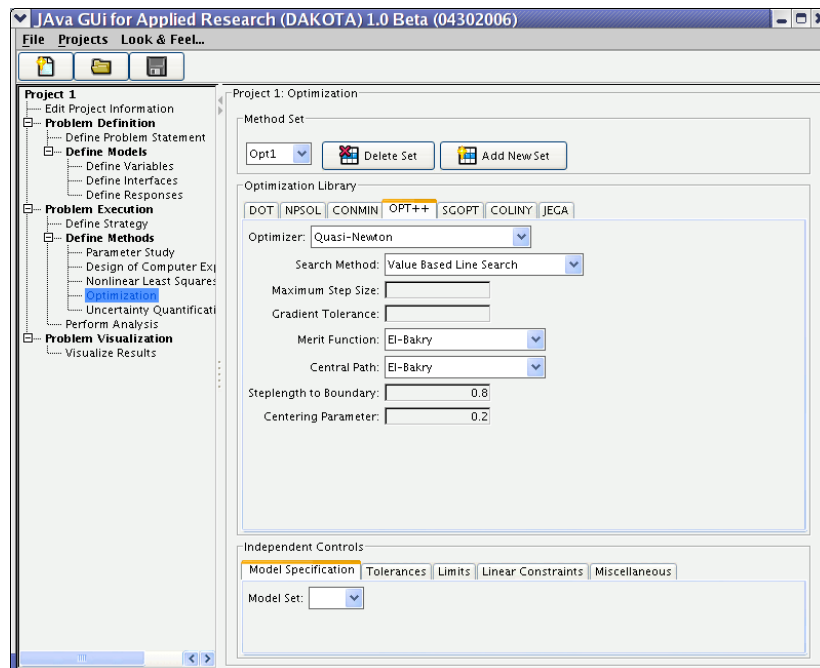 JAva GUi for Applied Research (DAKOTA) 1.0 Beta (04302006)
File Projects Look & Feel...
Project 1
Edit Project Information
Problem Definition
Define Problem Statement
Define Models
Define Variables
Define Interfaces
Define Responses
Problem Execution
Define Strategy
Define Methods
Parameter Study
Design of Computer Exp
Nonlinear Least Squares
Optimization
Uncertainty Quantificati
Perform Analysis
Problem Visualization
Visualize Results
Project 1: Optimization
Method Set
Opt1 Delete Set Add New Set
Optimization Library
DOT NPSOL CONMIN OPT++ SGOPT COLINY JEGA
Optimizer: Quasi-Newton
Search Method: Value Based Line Search
Maximum Step Size:
Gradient Tolerance:
Merit Function: El-Bakry
Central Path: El-Bakry
Steplength to Boundary: 0.8
Centering Parameter: 0.2
Independent Controls
Model Specification Tolerances Limits Linear Constraints Miscellaneous
Model Set: